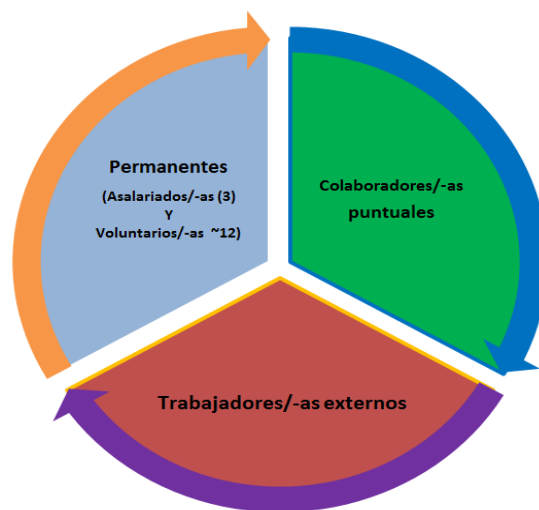 Permanentes
(Asalariados/-as (3)
Y
Voluntarios/-as ~12)
Colaboradores/-as
puntuales
Trabajadores/-as externos